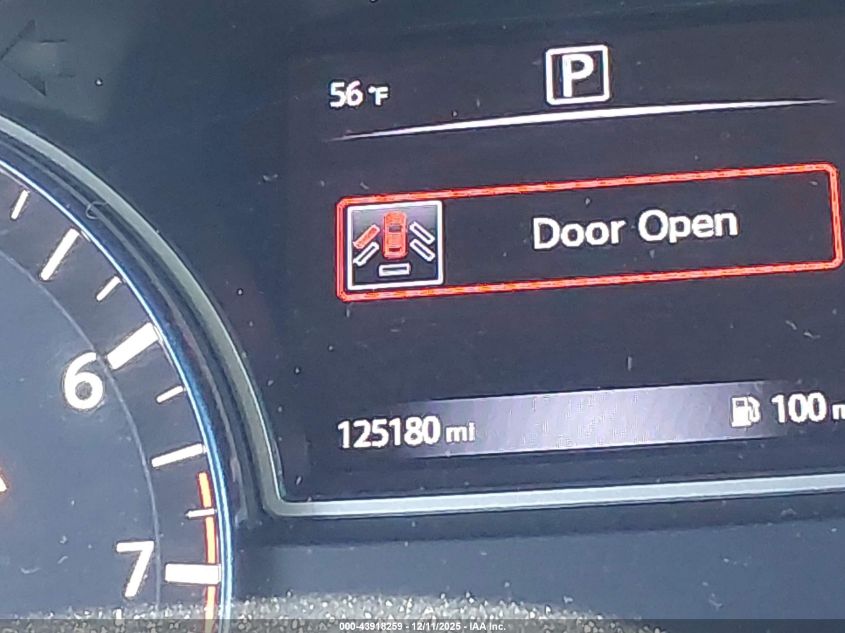 56 °F
P
Door Open
6
125180 mi
100
7
000-43918259 - 12/11/2025 - IAA Inc.